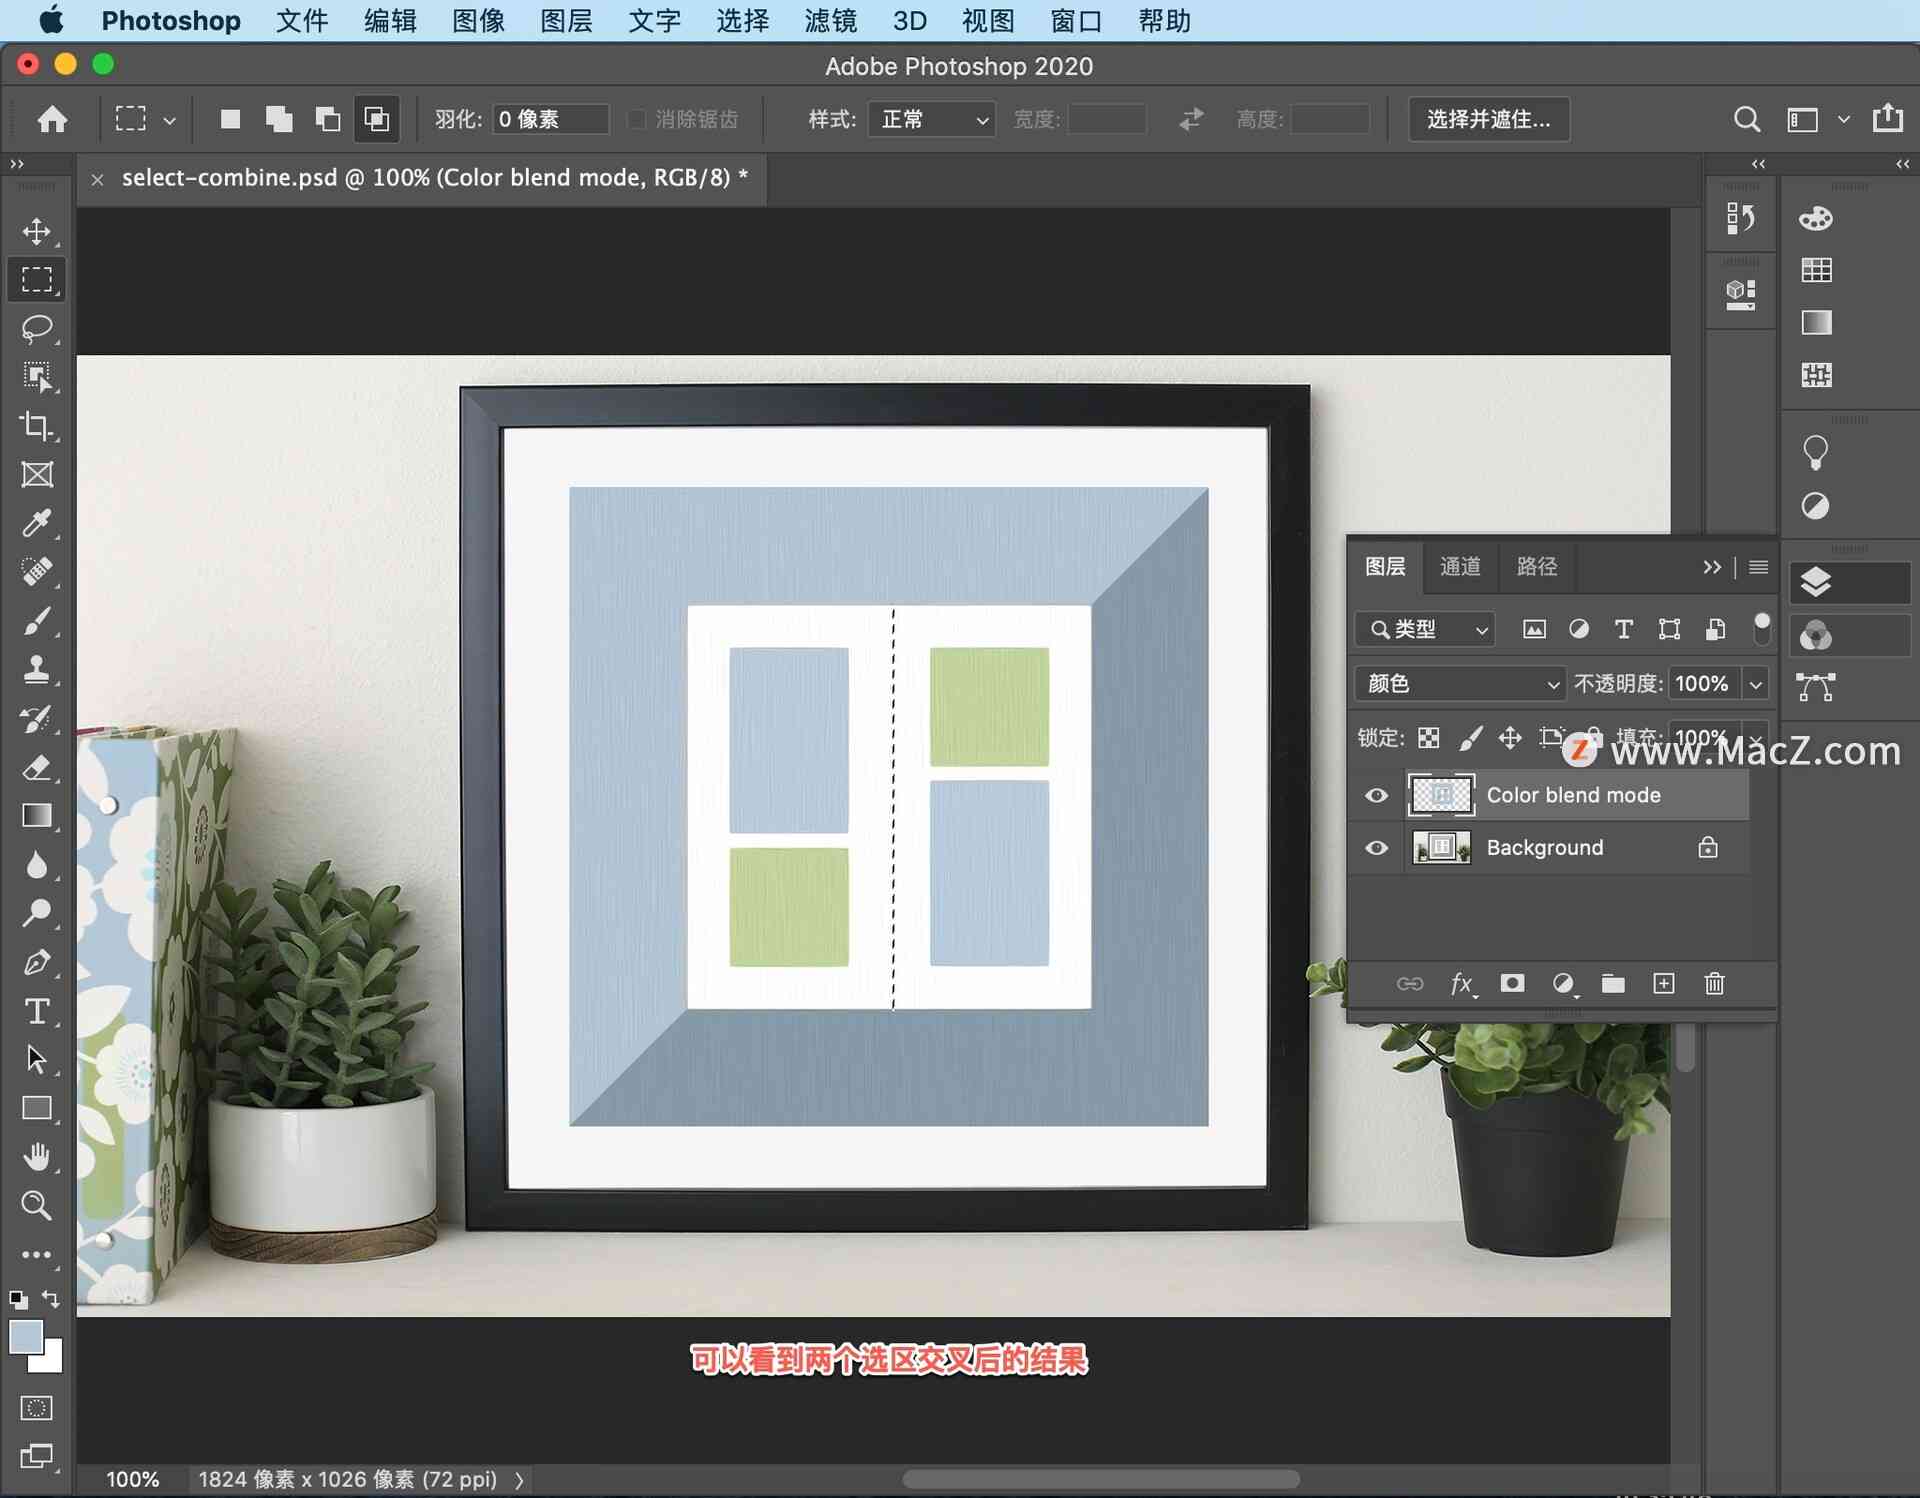 Photoshop 文件 编辑 图像 图层 文字 选择 滤镜 3D 视图 窗口 帮助
Adobe Photoshop 2020
羽化: 0 像素 消除锯齿 样式: 正常 宽度: 高度: 选择并遮住...
select-combine.psd @ 100% (Color blend mode, RGB/8) *
图层 通道 路径
类型
颜色 不透明度: 100%
锁定: 填充: 100%
www.MacZ.com
Color blend mode
Background
fx
可以看到两个选区交叉后的结果
100% 1824 像素 x 1026 像素 (72 ppi)